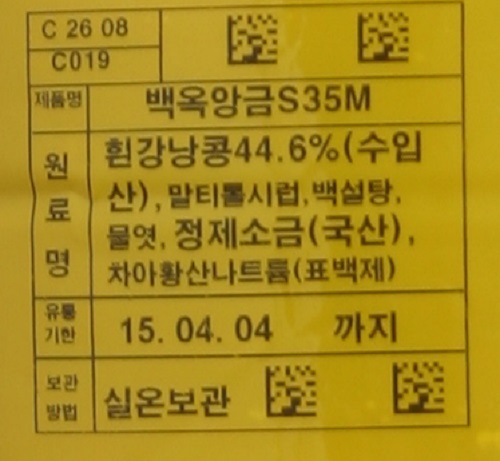 C 26 08
C019
제품명 백옥앙금S35M
원료명 흰강낭콩44.6%(수입
산),말티톨시럽,백설탕,
물엿,정제소금(국산),
차아황산나트륨(표백제)
유통기한 15. 04. 04 까지
보관방법 실온보관